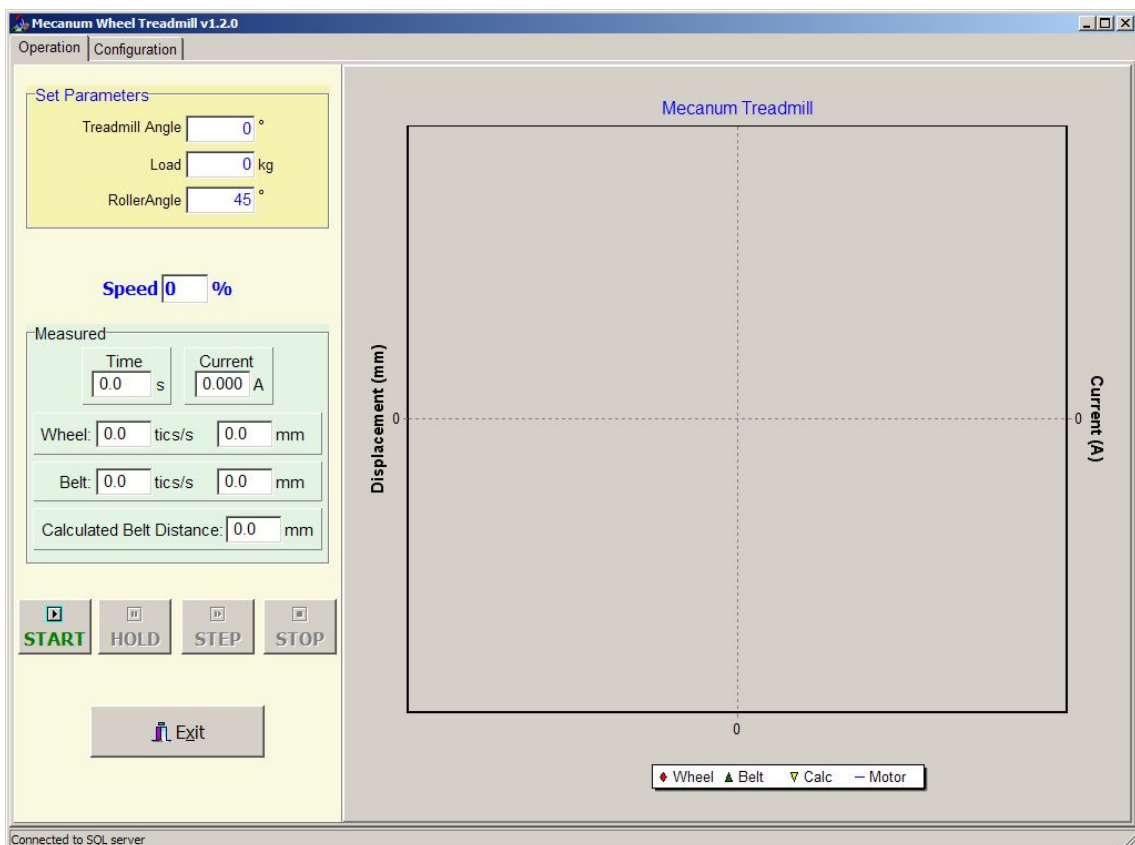 Mecanum Wheel Treadmill v1.2.0
Operation Configuration
Set Parameters
Treadmill Angle 0 °
Load 0 kg
RollerAngle 45 °
Speed 0 %
Measured
Time Current
0.0 s 0.000 A
Wheel: 0.0 tics/s 0.0 mm
Belt: 0.0 tics/s 0.0 mm
Calculated Belt Distance: 0.0 mm
START HOLD STEP STOP
Exit
Mecanum Treadmill
Displacement (mm)
0
0
Current (A)
0
Wheel Belt Calc Motor
Connected to SQL server